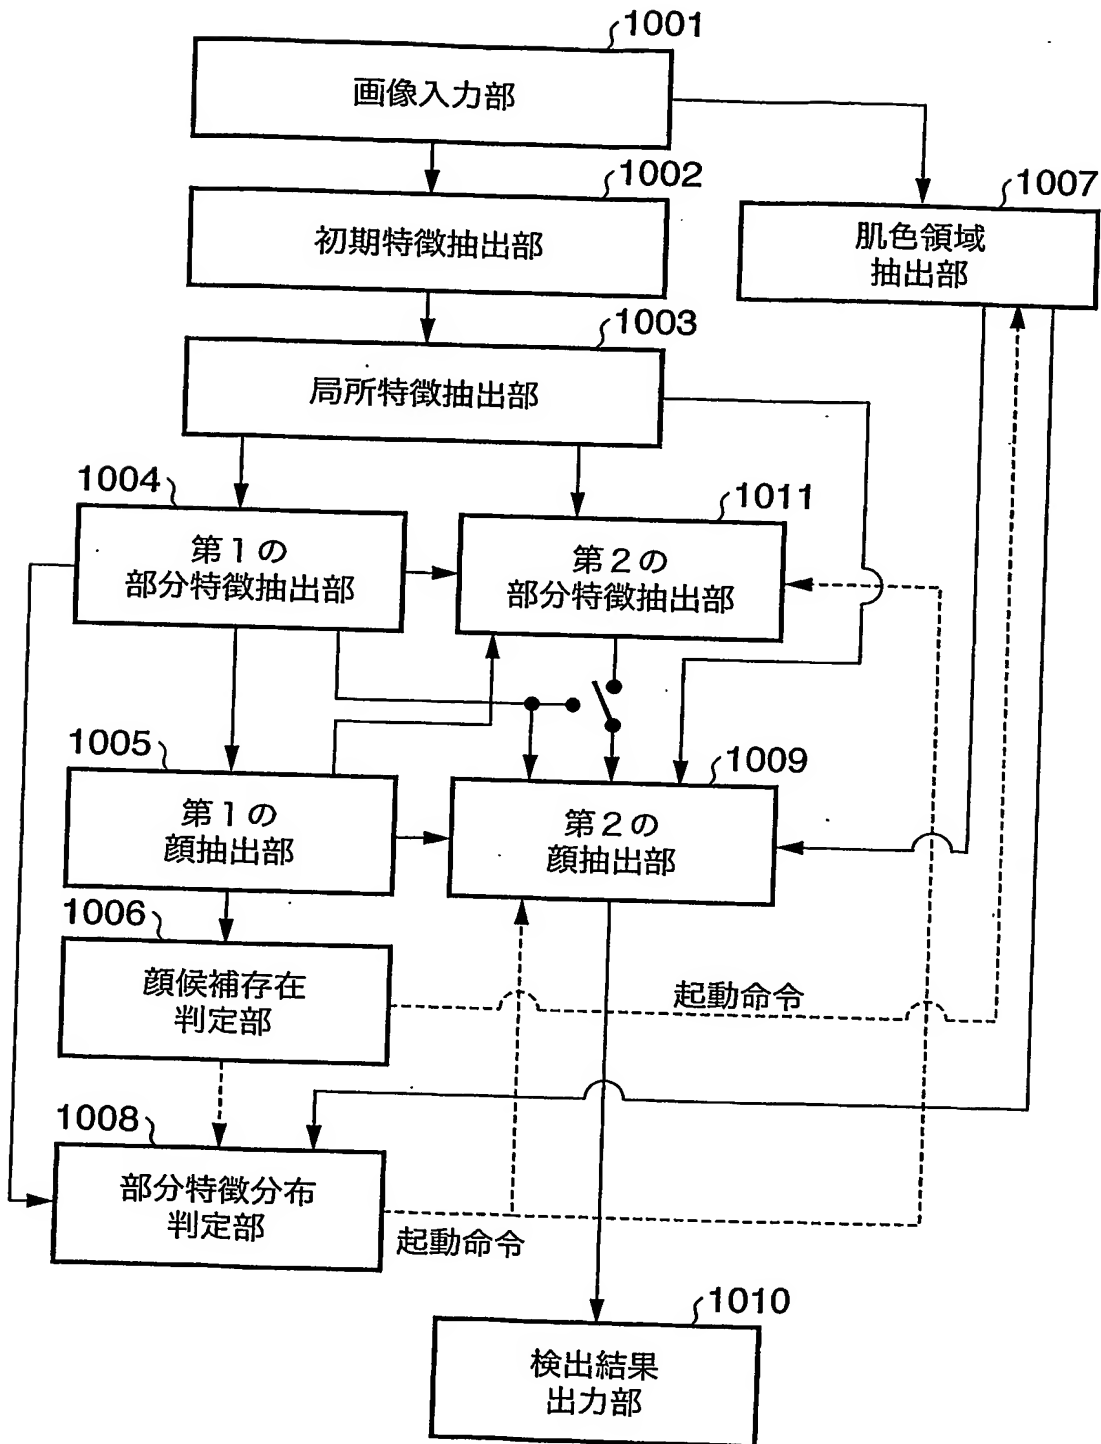 1001
画像入力部
1002
初期特徴抽出部
1007
肌色領域
抽出部
1003
局所特徴抽出部
1004
第1の
部分特徴抽出部
1011
第2の
部分特徴抽出部
1005
第1の
顔抽出部
1009
第2の
顔抽出部
1006
顔候補存在
判定部
起動命令
1008
部分特徴分布
判定部
起動命令
1010
検出結果
出力部